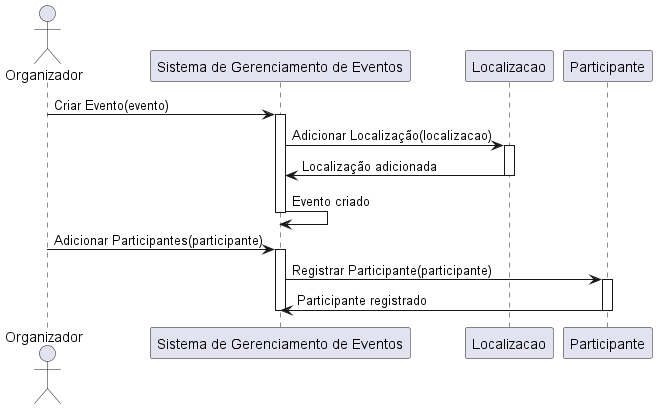 Organizador
Sistema de Gerenciamento de Eventos
Localizacao
Participante
Criar Evento(evento)
Adicionar Localização(localizacao)
Localização adicionada
Evento criado
Adicionar Participantes(participante)
Registrar Participante(participante)
Participante registrado
Organizador
Sistema de Gerenciamento de Eventos
Localizacao
Participante